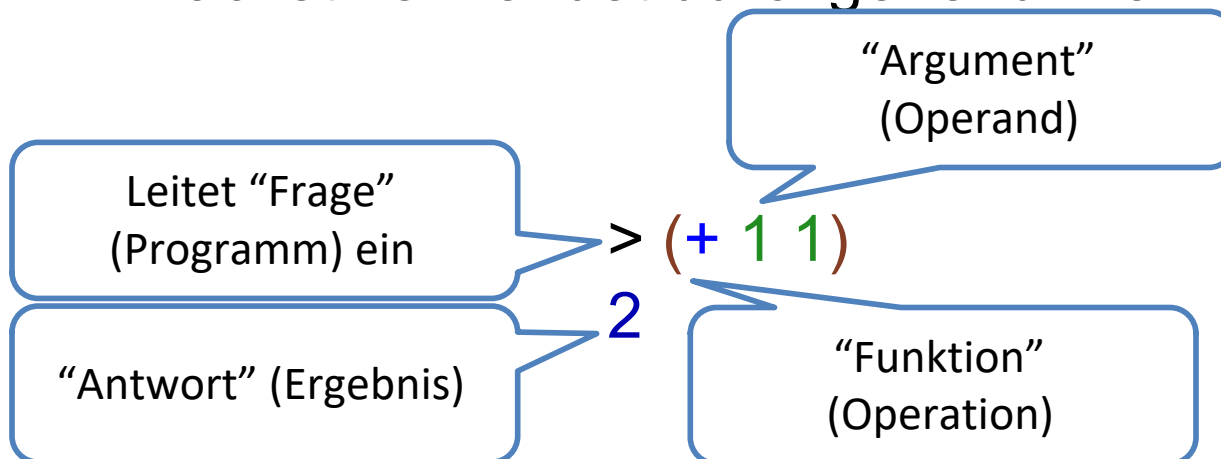 “Argument”
(Operand)
Leitet “Frage”
(Programm) ein
> (+ 1 1)
2
“Antwort” (Ergebnis)
“Funktion”
(Operation)